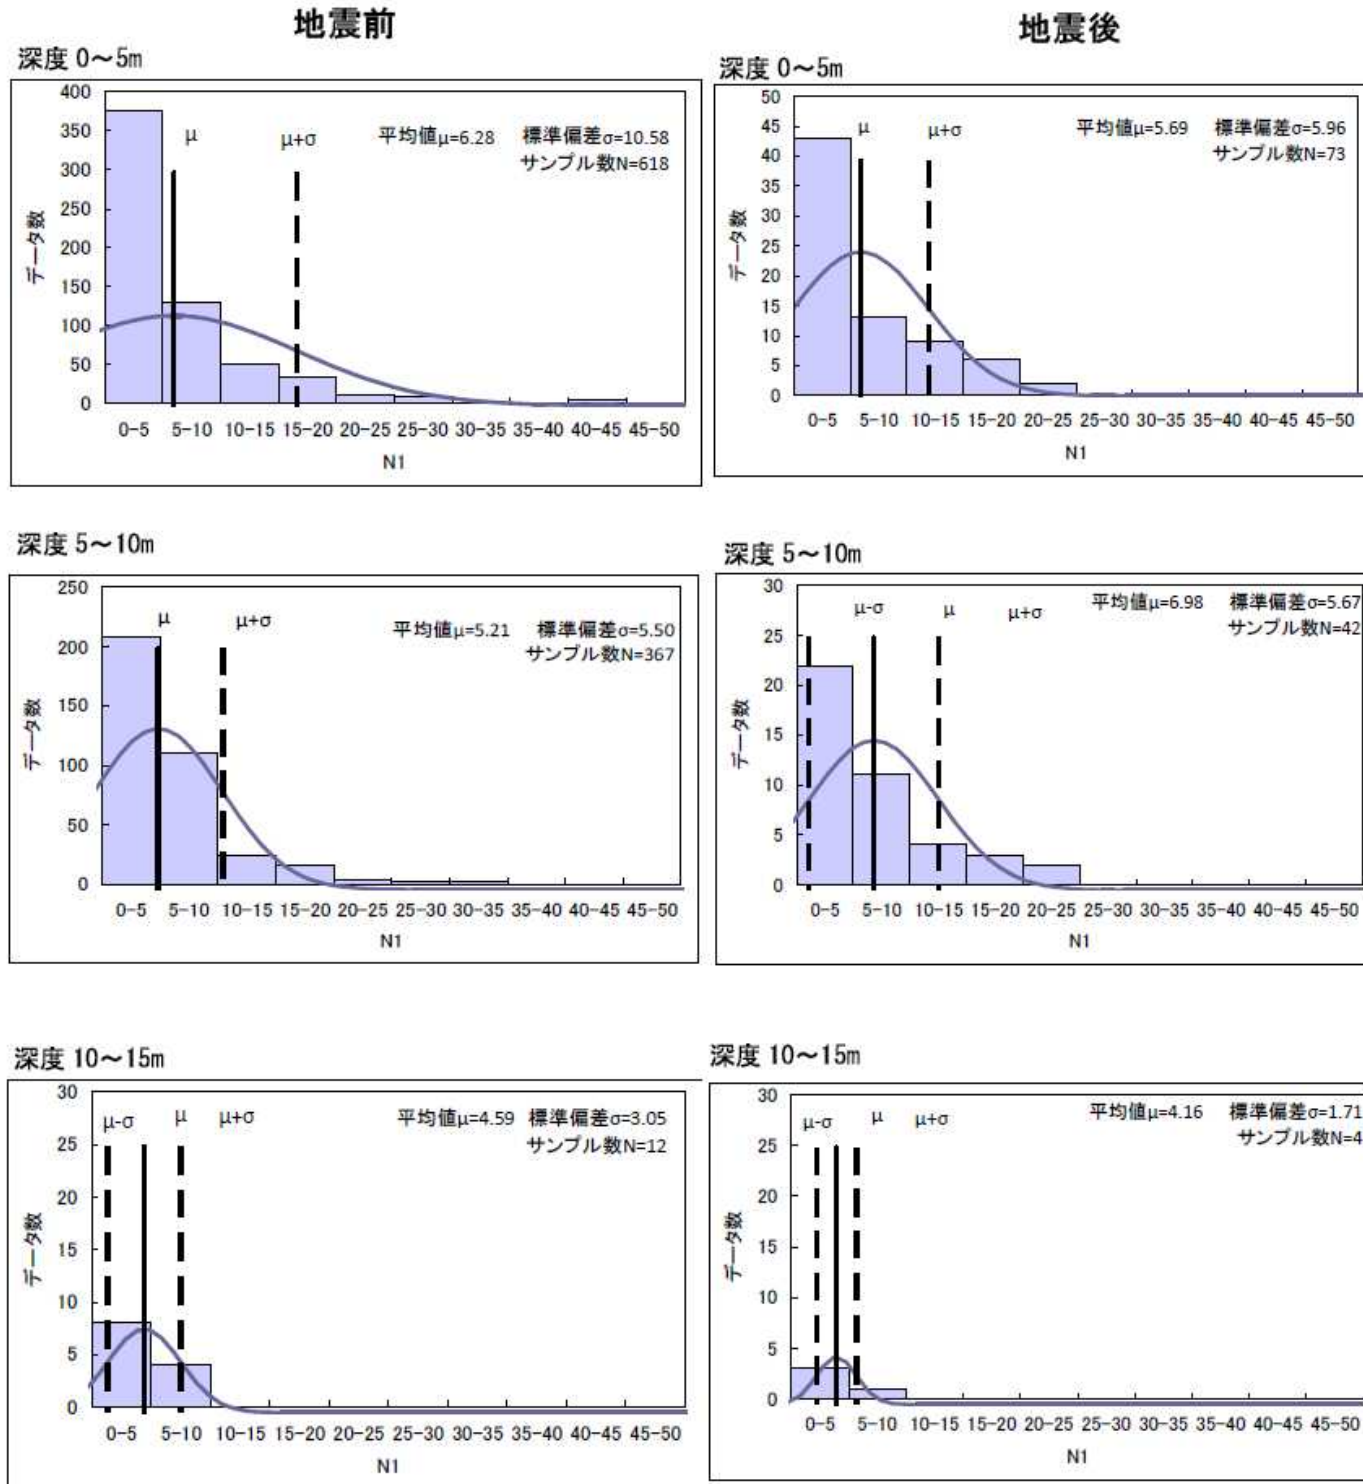 地震前
深度 0～5m
400
350
300
250
200
150
100
50
0
データ数
μ
μ+σ
平均値μ=6.28 標準偏差σ=10.58
サンプル数N=618
0-5 5-10 10-15 15-20 20-25 25-30 30-35 35-40 40-45 45-50
N1
地震後
深度 0～5m
50
45
40
35
30
25
20
15
10
5
0
データ数
μ
μ+σ
平均値μ=5.69 標準偏差σ=5.96
サンプル数N=73
0-5 5-10 10-15 15-20 20-25 25-30 30-35 35-40 40-45 45-50
N1
深度 5～10m
250
200
150
100
50
0
データ数
μ
μ+σ
平均値μ=5.21 標準偏差σ=5.50
サンプル数N=367
0-5 5-10 10-15 15-20 20-25 25-30 30-35 35-40 40-45 45-50
N1
深度 5～10m
30
25
20
15
10
5
0
データ数
μ-σ
μ
μ+σ
平均値μ=6.98 標準偏差σ=5.67
サンプル数N=42
0-5 5-10 10-15 15-20 20-25 25-30 30-35 35-40 40-45 45-50
N1
深度 10～15m
30
25
20
15
10
5
0
データ数
μ-σ
μ
μ+σ
平均値μ=4.59 標準偏差σ=3.05
サンプル数N=12
0-5 5-10 10-15 15-20 20-25 25-30 30-35 35-40 40-45 45-50
N1
深度 10～15m
30
25
20
15
10
5
0
データ数
μ-σ
μ
μ+σ
平均値μ=4.16 標準偏差σ=1.71
サンプル数N=4
0-5 5-10 10-15 15-20 20-25 25-30 30-35 35-40 40-45 45-50
N1